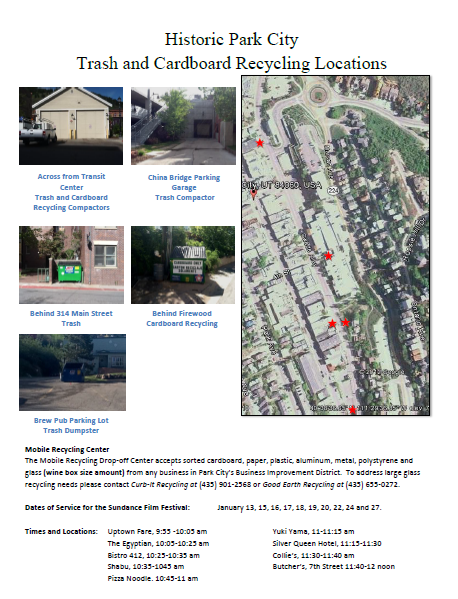 Historic Park City
Trash and Cardboard Recycling Locations
Across from Transit
Center
Trash and Cardboard
Recycling Compactors
China Bridge Parking
Garage
Trash Compactor
Behind 314 Main Street
Trash
Behind Firewood
Cardboard Recycling
Brew Pub Parking Lot
Trash Dumpster
UT 84060, USA
224
Mobile Recycling Center
The Mobile Recycling Drop-off Center accepts sorted cardboard, paper, plastic, aluminum, metal, polystyrene and
glass (wine box size amount) from any business in Park City's Business Improvement District. To address large glass
recycling needs please contact Curb-It Recycling at (435) 901-2568 or Good Earth Recycling at (435) 655-0272.
Dates of Service for the Sundance Film Festival: January 13, 15, 16, 17, 18, 19, 20, 22, 24 and 27.
Times and Locations: Uptown Fare, 9:55 -10:05 am
The Egyptian, 10:05-10:25 am
Bistro 412, 10:25-10:35 am
Shabu, 10:35-1045 am
Pizza Noodle. 10:45-11 am
Yuki Yama, 11-11:15 am
Silver Queen Hotel, 11:15-11:30
Collie's, 11:30-11:40 am
Butcher's, 7th Street 11:40-12 noon